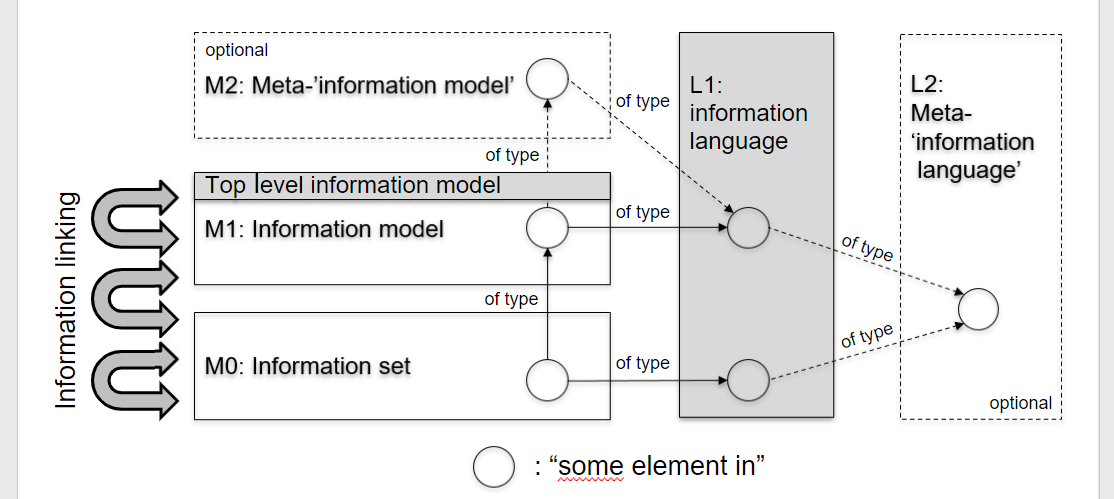 optional
M2: Meta-’information model’
of type
L1:
information
language
L2:
Meta-
‘information
language’
of type
Top level information model
of type
M1: Information model
of type
of type
Information linking
of type
M0: Information set
of type
optional
: “some element in”